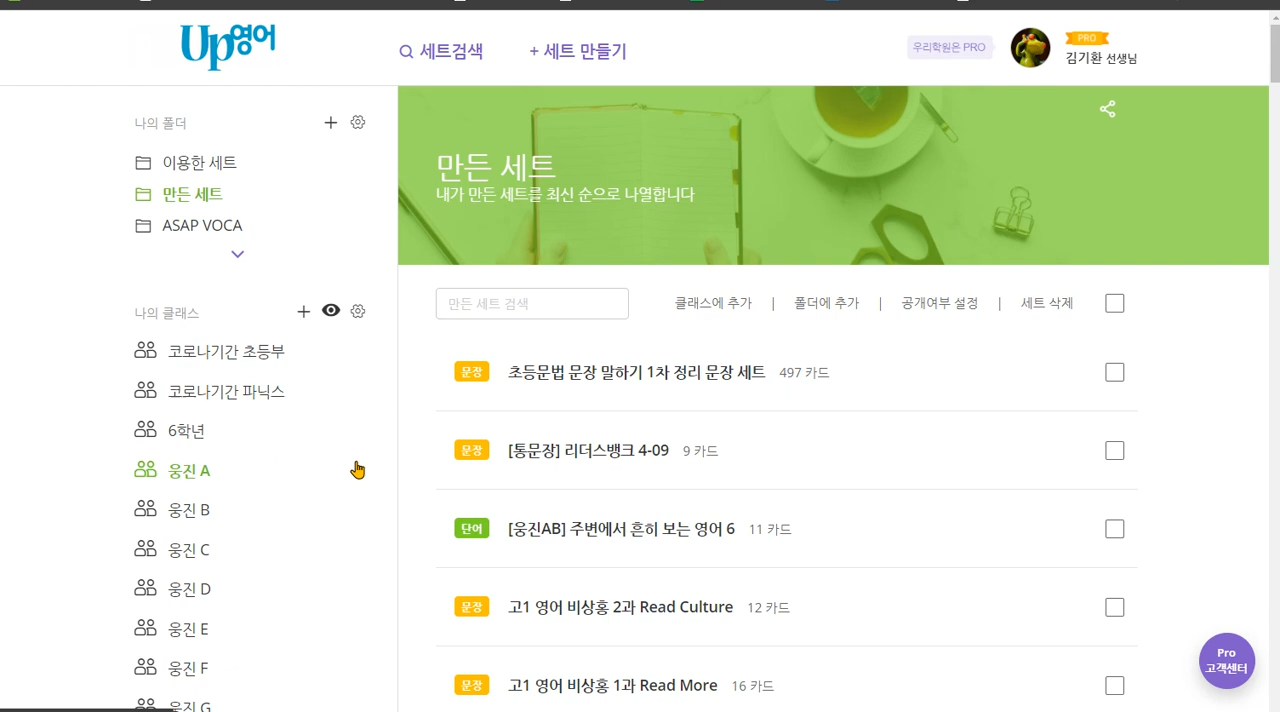 Up영어
세트검색
+ 세트 만들기
우리학원은 PRO
PRO
김기환 선생님
나의 폴더
이용한 세트
만든 세트
ASAP VOCA
나의 클래스
코로나기간 초등부
코로나기간 파닉스
6학년
웅진 A
웅진 B
웅진 C
웅진 D
웅진 E
웅진 F
웅진 G
만든 세트
내가 만든 세트를 최신 순으로 나열합니다
만든 세트 검색
클래스에 추가 | 폴더에 추가 | 공개여부 설정 | 세트 삭제
문장 초등문법 문장 말하기 1차 정리 문장 세트 497 카드
문장 [통문장] 리더스뱅크 4-09 9 카드
단어 [웅진AB] 주변에서 흔히 보는 영어 6 11 카드
문장 고1 영어 비상홍 2과 Read Culture 12 카드
문장 고1 영어 비상홍 1과 Read More 16 카드
Pro
고객센터